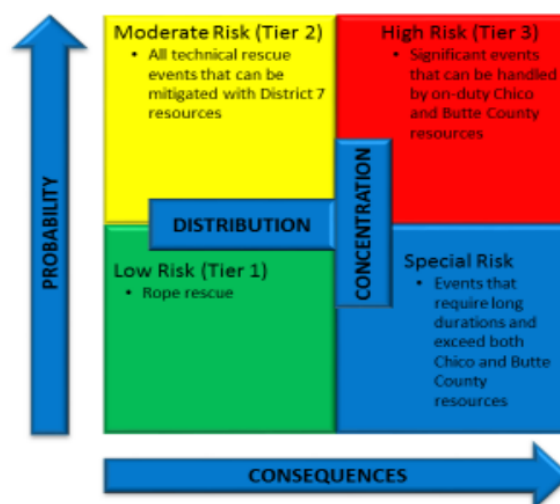 Moderate Risk (Tier 2)
• All technical rescue
events that can be
mitigated with District 7
resources
High Risk (Tier 3)
• Significant events
that can be handled
by on-duty Chico
and Butte County
resources
PROBABILITY
DISTRIBUTION
CONCENTRATION
Low Risk (Tier 1)
• Rope rescue
Special Risk
• Events that
require long
durations and
exceed both
Chico and Butte
County
resources
CONSEQUENCES